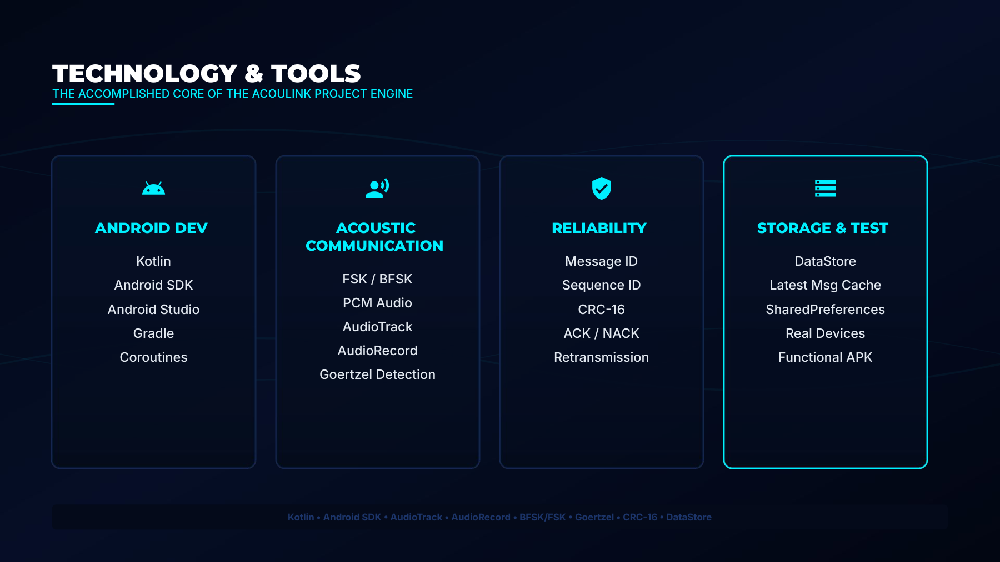 TECHNOLOGY & TOOLS
THE ACCOMPLISHED CORE OF THE ACOULINK PROJECT ENGINE
ANDROID DEV
Kotlin
Android SDK
Android Studio
Gradle
Coroutines
ACOUSTIC
COMMUNICATION
FSK / BFSK
PCM Audio
AudioTrack
AudioRecord
Goertzel Detection
RELIABILITY
Message ID
Sequence ID
CRC-16
ACK / NACK
Retransmission
STORAGE & TEST
DataStore
Latest Msg Cache
SharedPreferences
Real Devices
Functional APK
Kotlin • Android SDK • AudioTrack • AudioRecord • BFSK/FSK • Goertzel • CRC-16 • DataStore